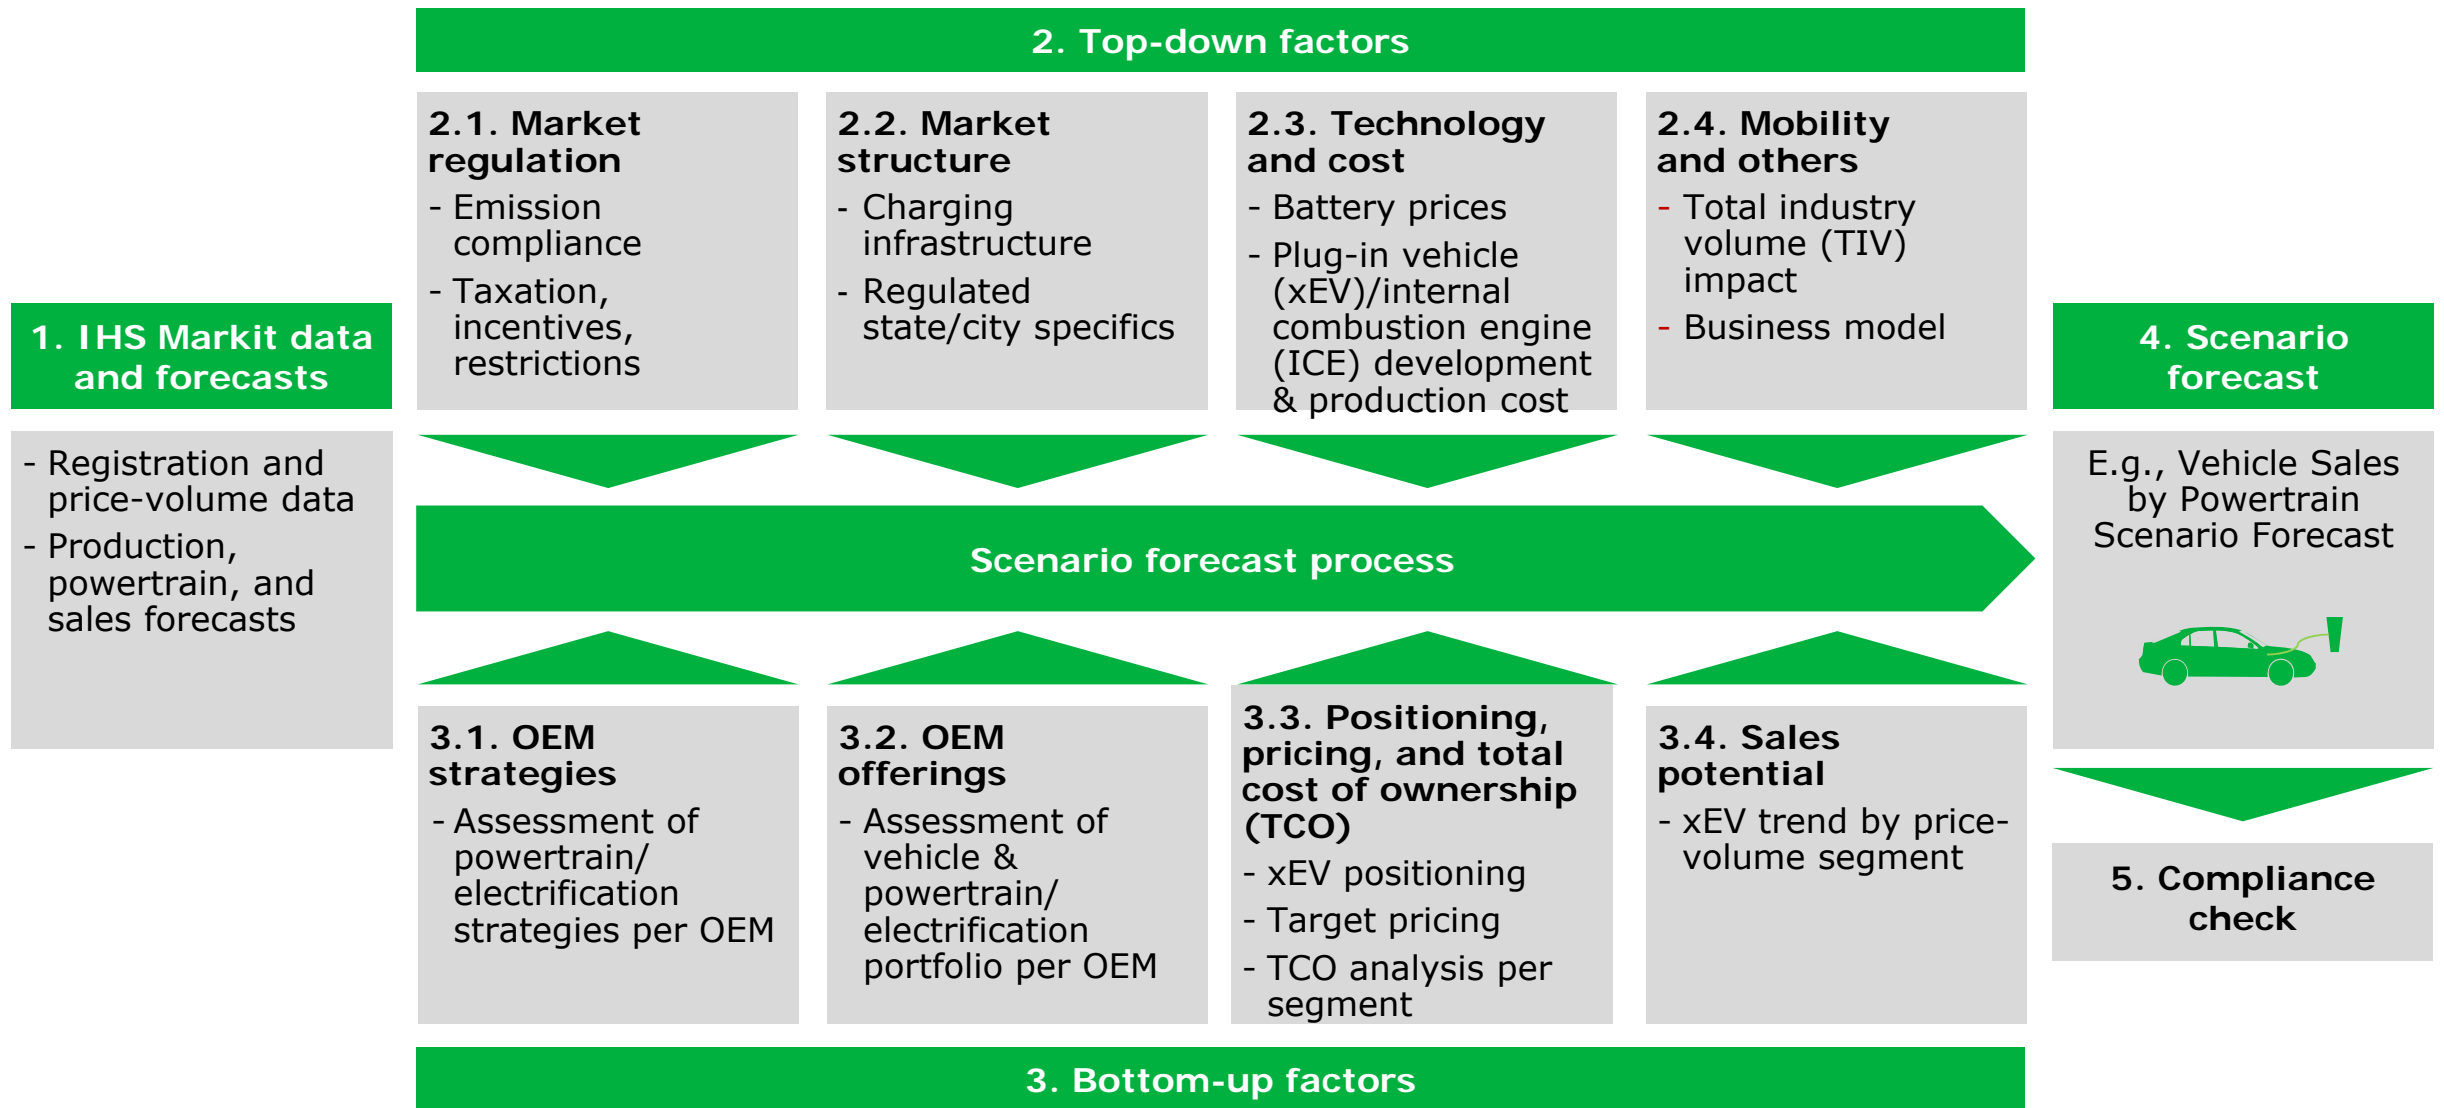 2. Top-down factors
2.1. Market
regulation
- Emission
compliance
- Taxation,
incentives,
restrictions
2.2. Market
structure
- Charging
infrastructure
- Regulated
state/city specifics
2.3. Technology
and cost
- Battery prices
- Plug-in vehicle
(xEV)/internal
combustion engine
(ICE) development
& production cost
2.4. Mobility
and others
- Total industry
volume (TIV)
impact
- Business model
1. IHS Markit data
and forecasts
- Registration and
price-volume data
- Production,
powertrain, and
sales forecasts
Scenario forecast process
4. Scenario
forecast
E.g., Vehicle Sales
by Powertrain
Scenario Forecast
3.1. OEM
strategies
- Assessment of
powertrain/
electrification
strategies per OEM
3.2. OEM
offerings
- Assessment of
vehicle &
powertrain/
electrification
portfolio per OEM
3.3. Positioning,
pricing, and total
cost of ownership
(TCO)
- xEV positioning
- Target pricing
- TCO analysis per
segment
3.4. Sales
potential
- xEV trend by price-
volume segment
5. Compliance
check
3. Bottom-up factors